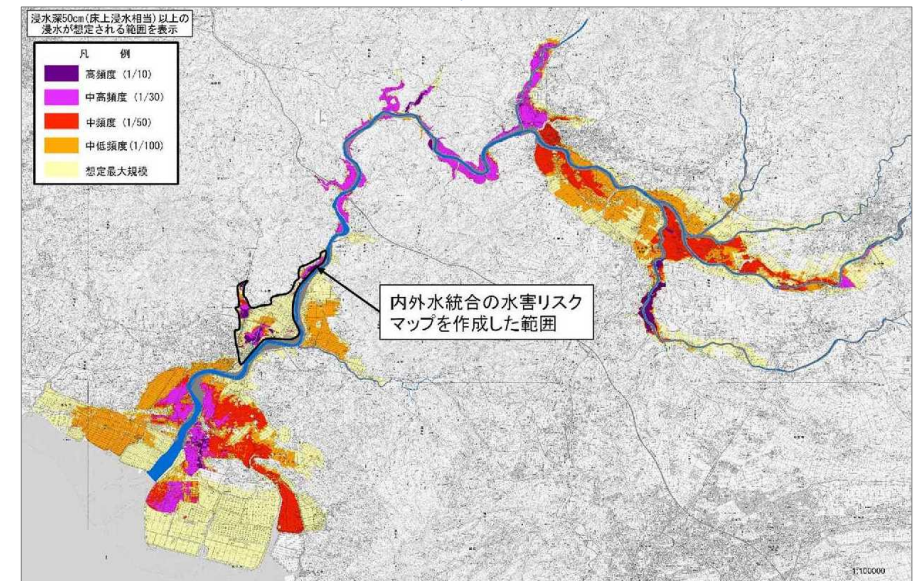 浸水深50cm(床上浸水相当)以上の
浸水が想定される範囲を表示
凡 例
高頻度(1/10)
中高頻度(1/30)
中頻度(1/50)
中低頻度(1/100)
想定最大規模
内外水統合の水害リスク
マップを作成した範囲
1:100000